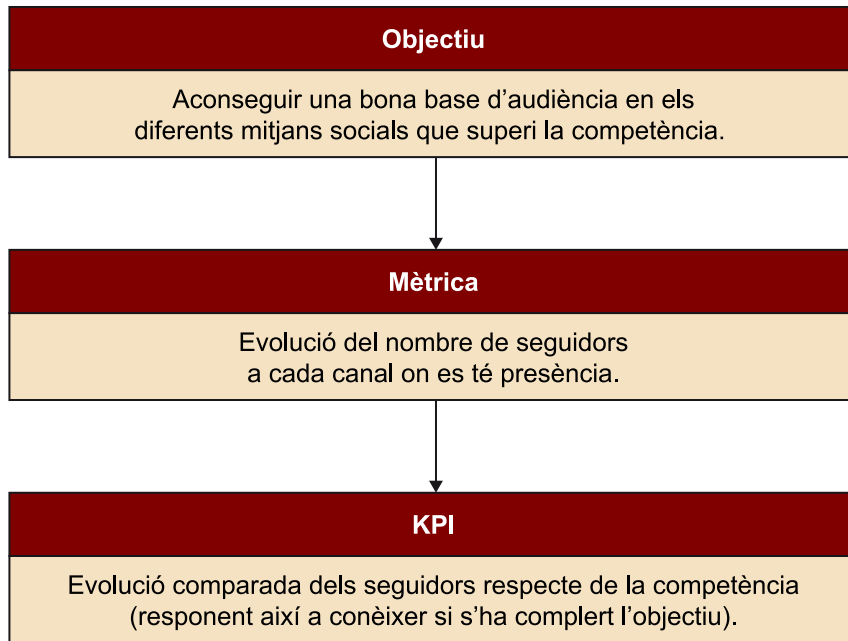 Objectiu
Aconseguir una bona base d’audiència en els
diferents mitjans socials que superi la competència.
Mètrica
Evolució del nombre de seguidors
a cada canal on es té presència.
KPI
Evolució comparada dels seguidors respecte de la competència
(responent així a conèixer si s’ha complert l’objectiu).